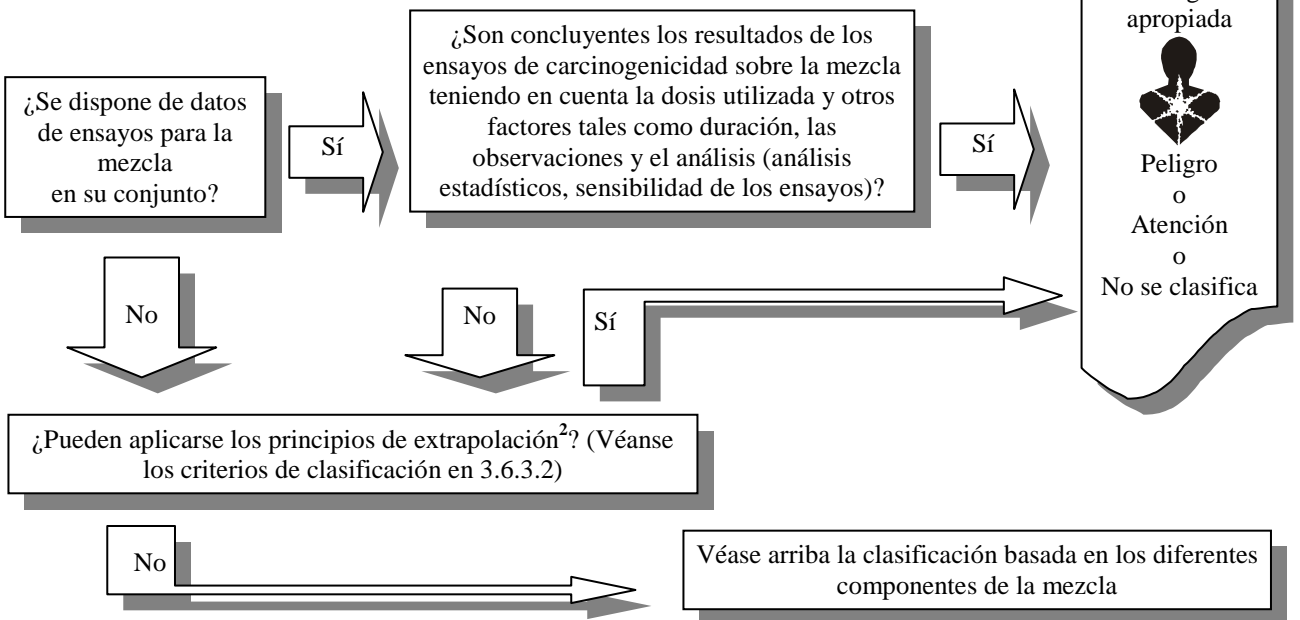 apropiada
¿Se dispone de datos
de ensayos para la
mezcla
en su conjunto?
Sí
¿Son concluyentes los resultados de los
ensayos de carcinogenicidad sobre la mezcla
teniendo en cuenta la dosis utilizada y otros
factores tales como duración, las
observaciones y el análisis (análisis
estadísticos, sensibilidad de los ensayos)?
Sí
Peligro
o
Atención
o
No se clasifica
No
No
Sí
¿Pueden aplicarse los principios de extrapolación²? (Véanse
los criterios de clasificación en 3.6.3.2)
No
Véase arriba la clasificación basada en los diferentes
componentes de la mezcla